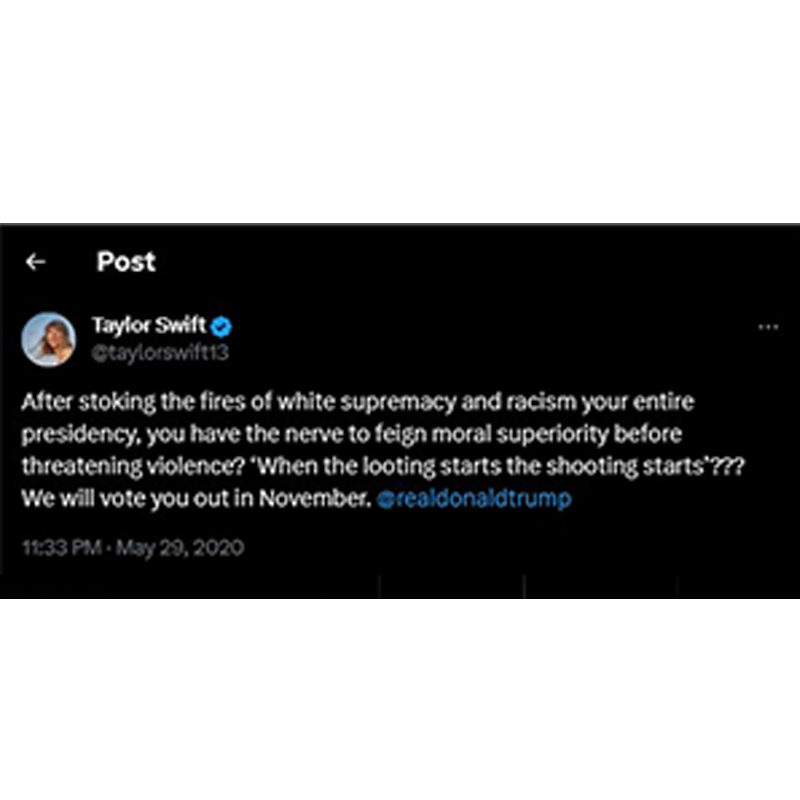 Post
Taylor Swift
@taylorswift13
After stoking the fires of white supremacy and racism your entire
presidency, you have the nerve to feign moral superiority before
threatening violence? ‘When the looting starts the shooting starts’???
We will vote you out in November. @realdonaldtrump
11:33 PM · May 29, 2020